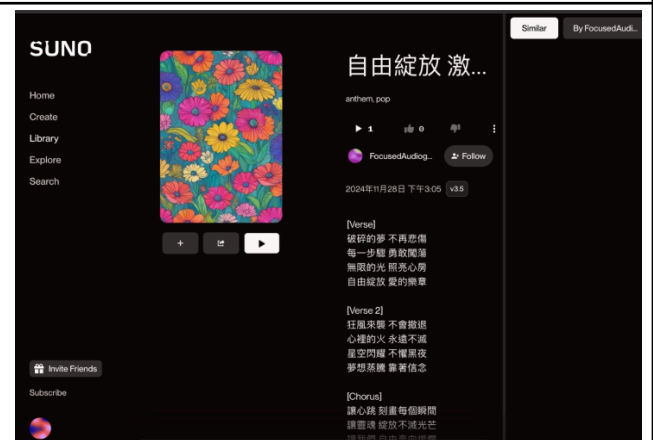 SUNO
Home
Create
Library
Explore
Search
Invite Friends
Subscribe
自由綻放 激...
anthem, pop
1
0
FocusedAudiog..
Follow
2024年11月28日 下午3:05
v3.5
[Verse]
破碎的夢 不再悲傷
每一步驟 勇敢闖蕩
無限的光 照亮心房
自由綻放 愛的樂章
[Verse 2]
狂風來襲 不會撤退
心裡的火 永遠不滅
星空閃耀 不懼黑夜
夢想蒸騰 靠著信念
[Chorus]
讓心跳 刻畫每個瞬間
讓靈魂 綻放不滅光芒
Similar
By FocusedAudi..